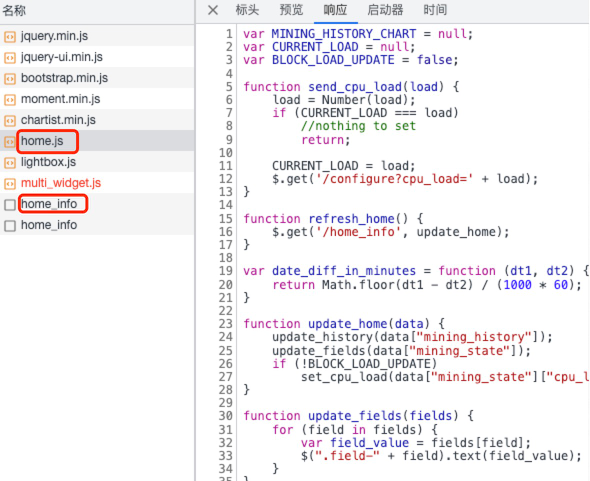 名称
jquery.min.js
jquery-ui.min.js
bootstrap.min.js
moment.min.js
chartist.min.js
home.js
lightbox.js
multi_widget.js
home_info
home_info
× 标头 预览 响应 启动器 时间
1 var MINING_HISTORY_CHART = null;
2 var CURRENT_LOAD = null;
3 var BLOCK_LOAD_UPDATE = false;
4
5 function send_cpu_load(load) {
6 load = Number(load);
7 if (CURRENT_LOAD === load)
8 //nothing to set
9 return;
10
11 CURRENT_LOAD = load;
12 $.get('/configure?cpu_load=' + load);
13 }
14
15 function refresh_home() {
16 $.get('/home_info', update_home);
17 }
18
19 var date_diff_in_minutes = function (dt1, dt2) {
20 return Math.floor(dt1 - dt2) / (1000 * 60);
21 }
22
23 function update_home(data) {
24 update_history(data["mining_history"]);
25 update_fields(data["mining_state"]);
26 if (!BLOCK_LOAD_UPDATE)
27 set_cpu_load(data["mining_state"]["cpu_l
28 }
29
30 function update_fields(fields) {
31 for (field in fields) {
32 var field_value = fields[field];
33 $(".field-" + field).text(field_value);
34 }
35 }